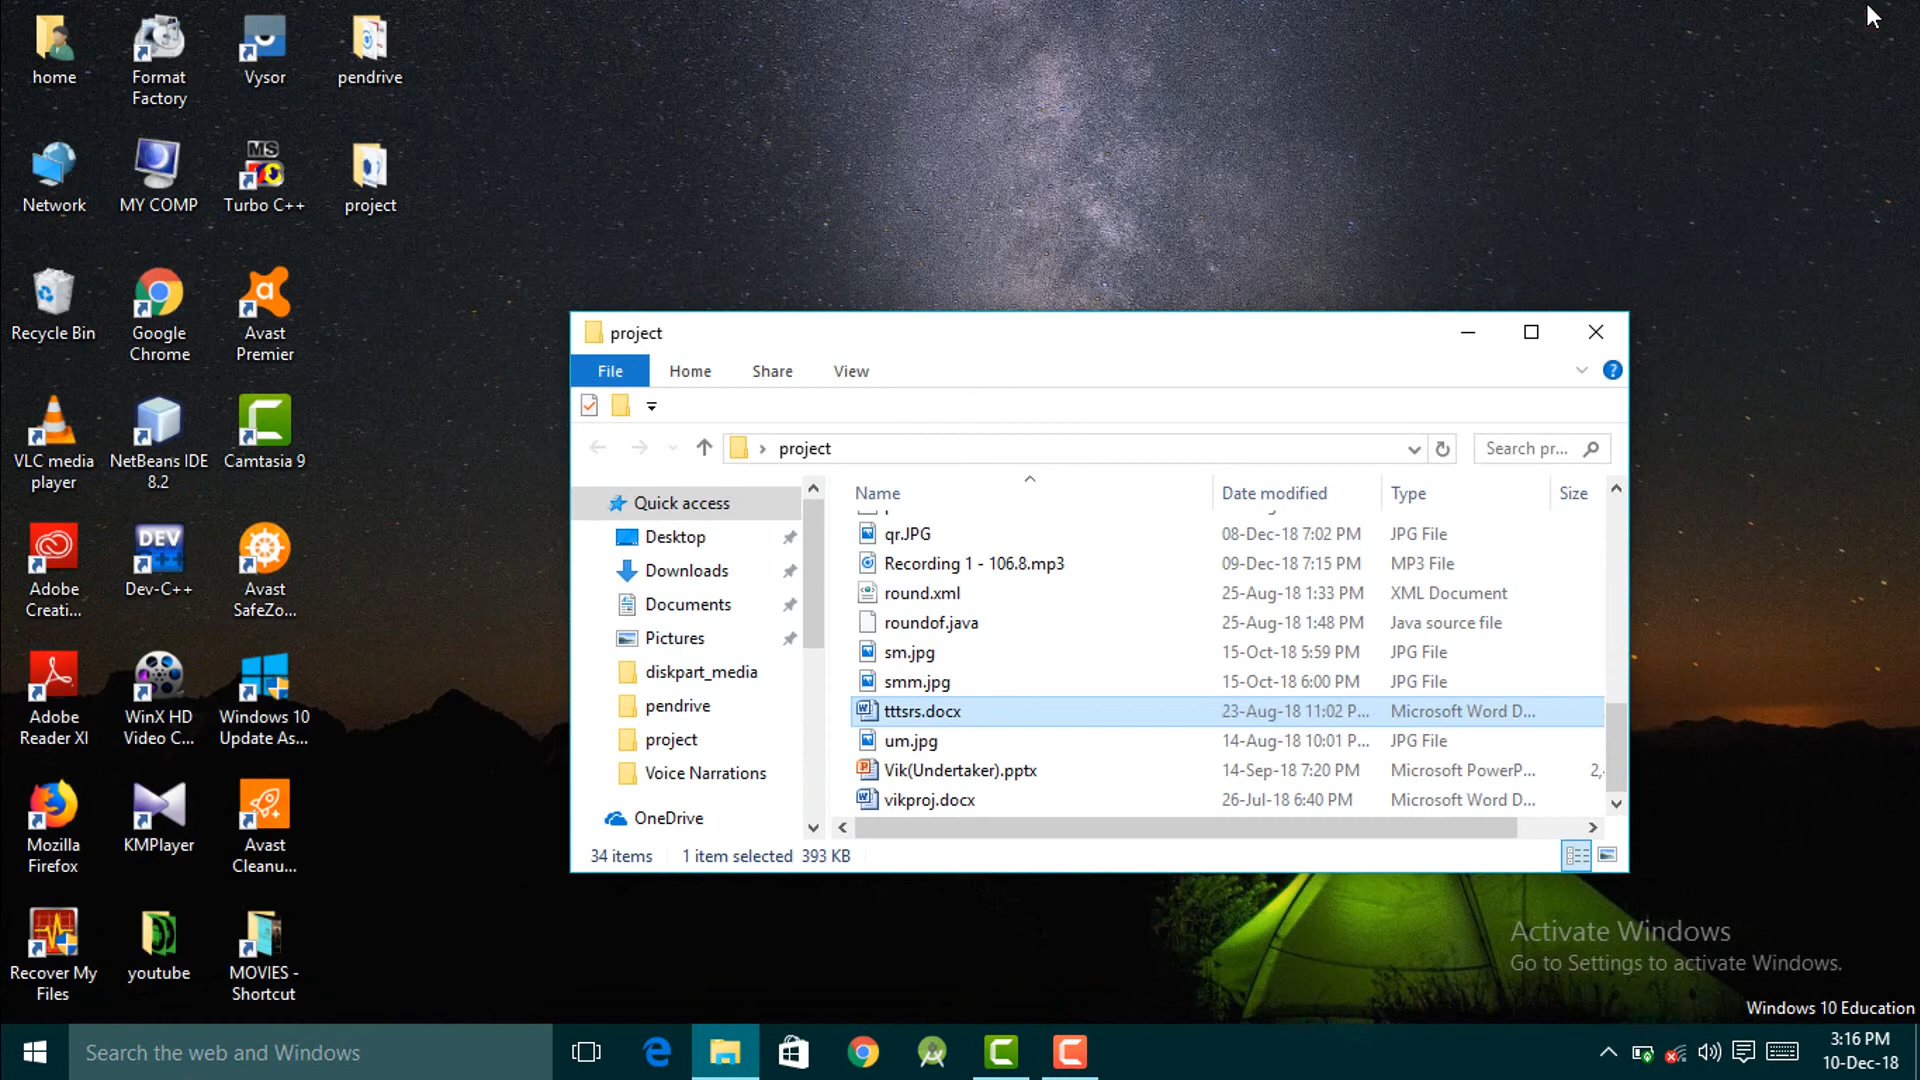 home
Format
Factory
Vysor
pendrive
Network
MY COMP
MS
Turbo C++
project
Recycle Bin
Google
Chrome
Avast
Premier
VLC media
player
NetBeans IDE
8.2
Camtasia 9
Adobe
Creati...
DEV
Dev-C++
Avast
SafeZo...
Adobe
Reader XI
WinX HD
Video C...
Windows 10
Update As...
Mozilla
Firefox
KMPlayer
Avast
Cleanu...
Recover My
Files
youtube
MOVIES -
Shortcut
project
File Home Share View
project
Search pr...
Quick access
Desktop
Downloads
Documents
Pictures
diskpart_media
pendrive
project
Voice Narrations
OneDrive
Name Date modified Type Size
qr.JPG 08-Dec-18 7:02 PM JPG File
Recording 1 - 106.8.mp3 09-Dec-18 7:15 PM MP3 File
round.xml 25-Aug-18 1:33 PM XML Document
roundof.java 25-Aug-18 1:48 PM Java source file
sm.jpg 15-Oct-18 5:59 PM JPG File
smm.jpg 15-Oct-18 6:00 PM JPG File
tttsrs.docx 23-Aug-18 11:02 P... Microsoft Word D...
um.jpg 14-Aug-18 10:01 P... JPG File
Vik(Undertaker).pptx 14-Sep-18 7:20 PM Microsoft PowerP... 2,
vikproj.docx 26-Jul-18 6:40 PM Microsoft Word D...
34 items 1 item selected 393 KB
Activate Windows
Go to Settings to activate Windows.
Windows 10 Education
Search the web and Windows
3:16 PM
10-Dec-18